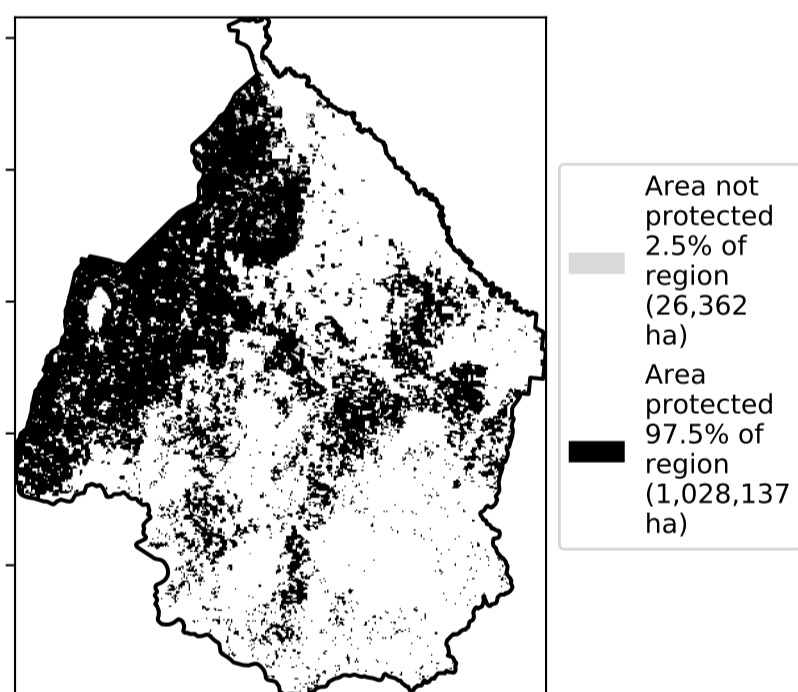 Area not
protected
2.5% of
region
(26,362
ha)
Area
protected
97.5% of
region
(1,028,137
ha)